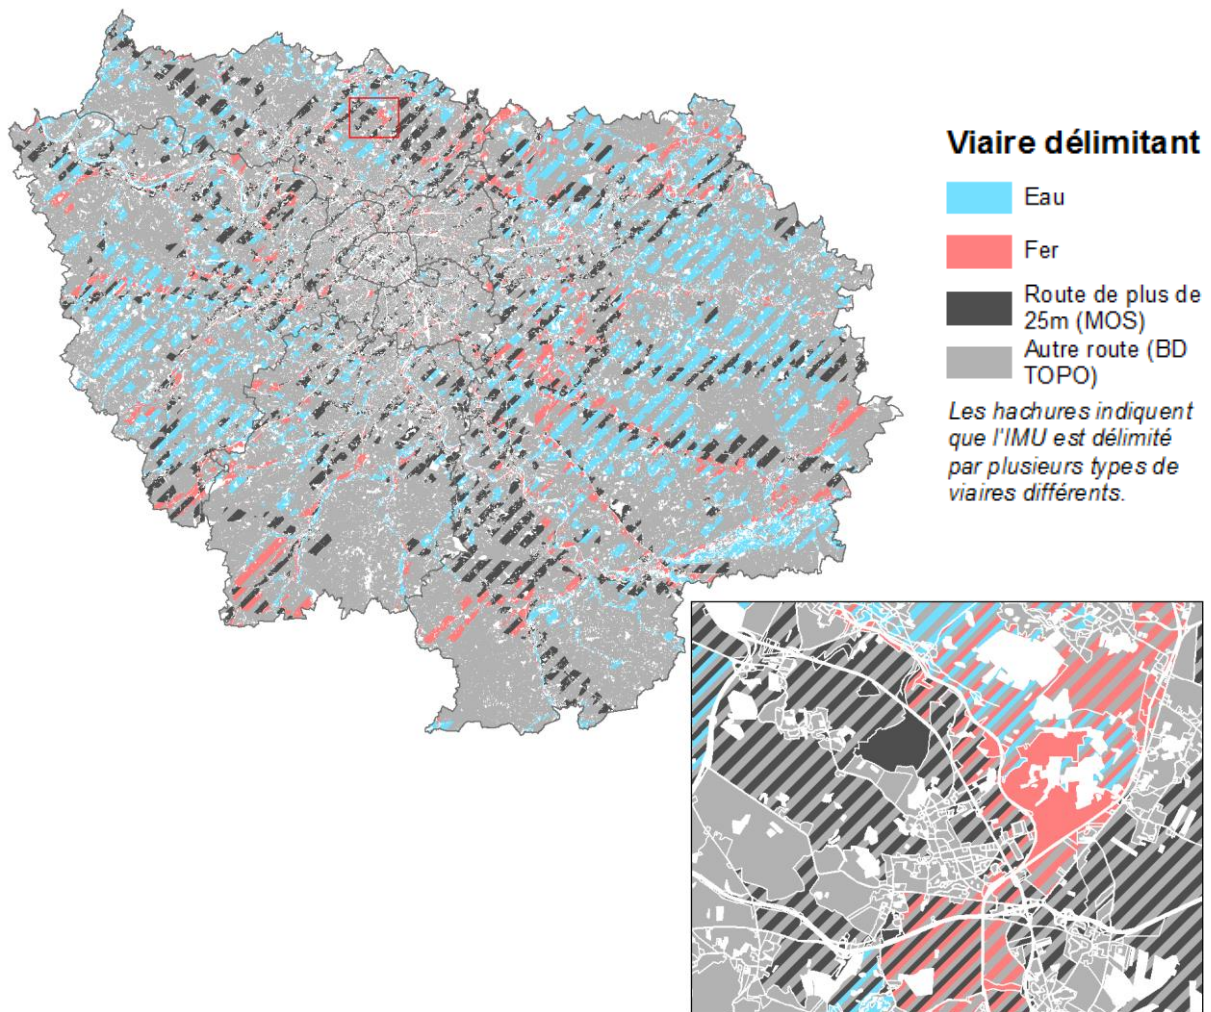 Viaire délimitant
Eau
Fer
Route de plus de
25m (MOS)
Autre route (BD
TOPO)
Les hachures indiquent
que l'IMU est délimité
par plusieurs types de
viaires différents.